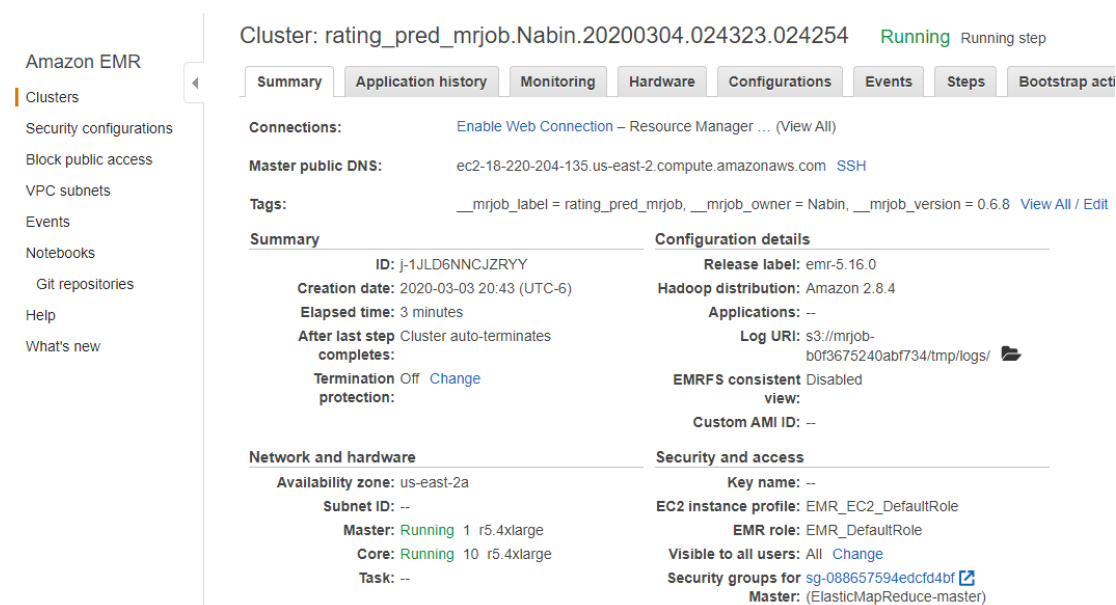 Amazon EMR
Clusters
Security configurations
Block public access
VPC subnets
Events
Notebooks
Git repositories
Help
What's new
Cluster: rating_pred_mrjob.Nabin.20200304.024323.024254 Running Running step
Summary Application history Monitoring Hardware Configurations Events Steps Bootstrap acti
Connections: Enable Web Connection – Resource Manager … (View All)
Master public DNS: ec2-18-220-204-135.us-east-2.compute.amazonaws.com SSH
Tags: __mrjob_label = rating_pred_mrjob, __mrjob_owner = Nabin, __mrjob_version = 0.6.8 View All / Edit
Summary
ID: j-1JLD6NNCJZRYY
Creation date: 2020-03-03 20:43 (UTC-6)
Elapsed time: 3 minutes
After last step Cluster auto-terminates
completes:
Termination Off Change
protection:
Configuration details
Release label: emr-5.16.0
Hadoop distribution: Amazon 2.8.4
Applications: --
Log URI: s3://mrjob-
b0f3675240abf734/tmp/logs/
EMRFS consistent Disabled
view:
Custom AMI ID: --
Network and hardware
Availability zone: us-east-2a
Subnet ID: --
Master: Running 1 r5.4xlarge
Core: Running 10 r5.4xlarge
Task: --
Security and access
Key name: --
EC2 instance profile: EMR_EC2_DefaultRole
EMR role: EMR_DefaultRole
Visible to all users: All Change
Security groups for sg-088657594edcfd4bf
Master: (ElasticMapReduce-master)